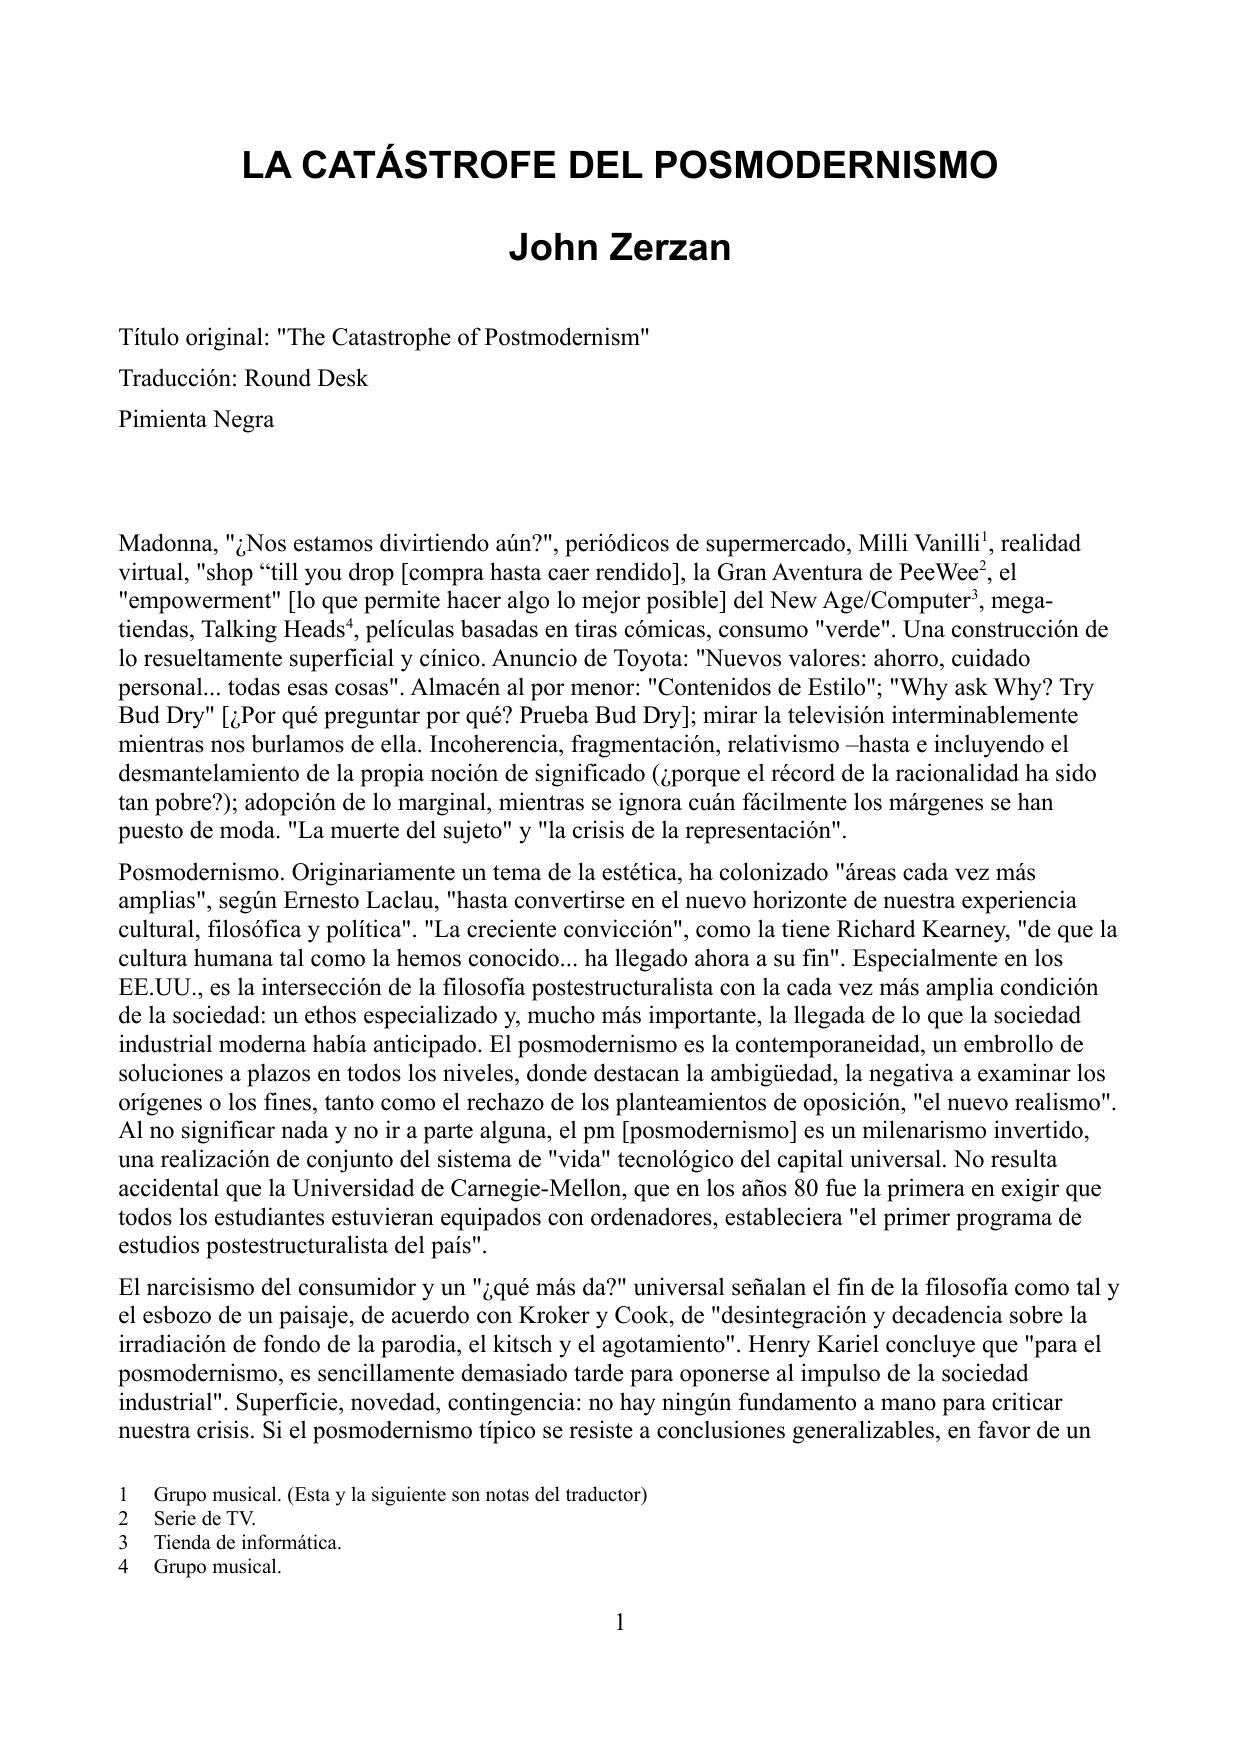 LA CATÁSTROFE DEL POSMODERNISMO
John Zerzan
Título original: "The Catastrophe of Postmodernism"
Traducción: Round Desk
Pimienta Negra
Madonna, "¿Nos estamos divirtiendo aún?", periódicos de supermercado, Milli Vanilli1, realidad
virtual, "shop “till you drop [compra hasta caer rendido], la Gran Aventura de PeeWee2, el
"empowerment" [lo que permite hacer algo lo mejor posible] del New Age/Computer3, mega-
tiendas, Talking Heads4, películas basadas en tiras cómicas, consumo "verde". Una construcción de
lo resueltamente superficial y cínico. Anuncio de Toyota: "Nuevos valores: ahorro, cuidado
personal... todas esas cosas". Almacén al por menor: "Contenidos de Estilo"; "Why ask Why? Try
Bud Dry" [¿Por qué preguntar por qué? Prueba Bud Dry]; mirar la televisión interminablemente
mientras nos burlamos de ella. Incoherencia, fragmentación, relativismo –hasta e incluyendo el
desmantelamiento de la propia noción de significado (¿porque el récord de la racionalidad ha sido
tan pobre?); adopción de lo marginal, mientras se ignora cuán fácilmente los márgenes se han
puesto de moda. "La muerte del sujeto" y "la crisis de la representación".
Posmodernismo. Originariamente un tema de la estética, ha colonizado "áreas cada vez más
amplias", según Ernesto Laclau, "hasta convertirse en el nuevo horizonte de nuestra experiencia
cultural, filosófica y política". "La creciente convicción", como la tiene Richard Kearney, "de que la
cultura humana tal como la hemos conocido... ha llegado ahora a su fin". Especialmente en los
EE.UU., es la intersección de la filosofía postestructuralista con la cada vez más amplia condición
de la sociedad: un ethos especializado y, mucho más importante, la llegada de lo que la sociedad
industrial moderna había anticipado. El posmodernismo es la contemporaneidad, un embrollo de
soluciones a plazos en todos los niveles, donde destacan la ambigüedad, la negativa a examinar los
orígenes o los fines, tanto como el rechazo de los planteamientos de oposición, "el nuevo realismo".
Al no significar nada y no ir a parte alguna, el pm [posmodernismo] es un milenarismo invertido,
una realización de conjunto del sistema de "vida" tecnológico del capital universal. No resulta
accidental que la Universidad de Carnegie-Mellon, que en los años 80 fue la primera en exigir que
todos los estudiantes estuvieran equipados con ordenadores, estableciera "el primer programa de
estudios postestructuralista del país".
El narcisismo del consumidor y un "¿qué más da?" universal señalan el fin de la filosofía como tal y
el esbozo de un paisaje, de acuerdo con Kroker y Cook, de "desintegración y decadencia sobre la
irradiación de fondo de la parodia, el kitsch y el agotamiento". Henry Kariel concluye que "para el
posmodernismo, es sencillamente demasiado tarde para oponerse al impulso de la sociedad
industrial". Superficie, novedad, contingencia: no hay ningún fundamento a mano para criticar
nuestra crisis. Si el posmodernismo típico se resiste a conclusiones generalizables, en favor de un
1 Grupo musical. (Esta y la siguiente son notas del traductor)
2 Serie de TV.
3 Tienda de informática.
4 Grupo musical.
1